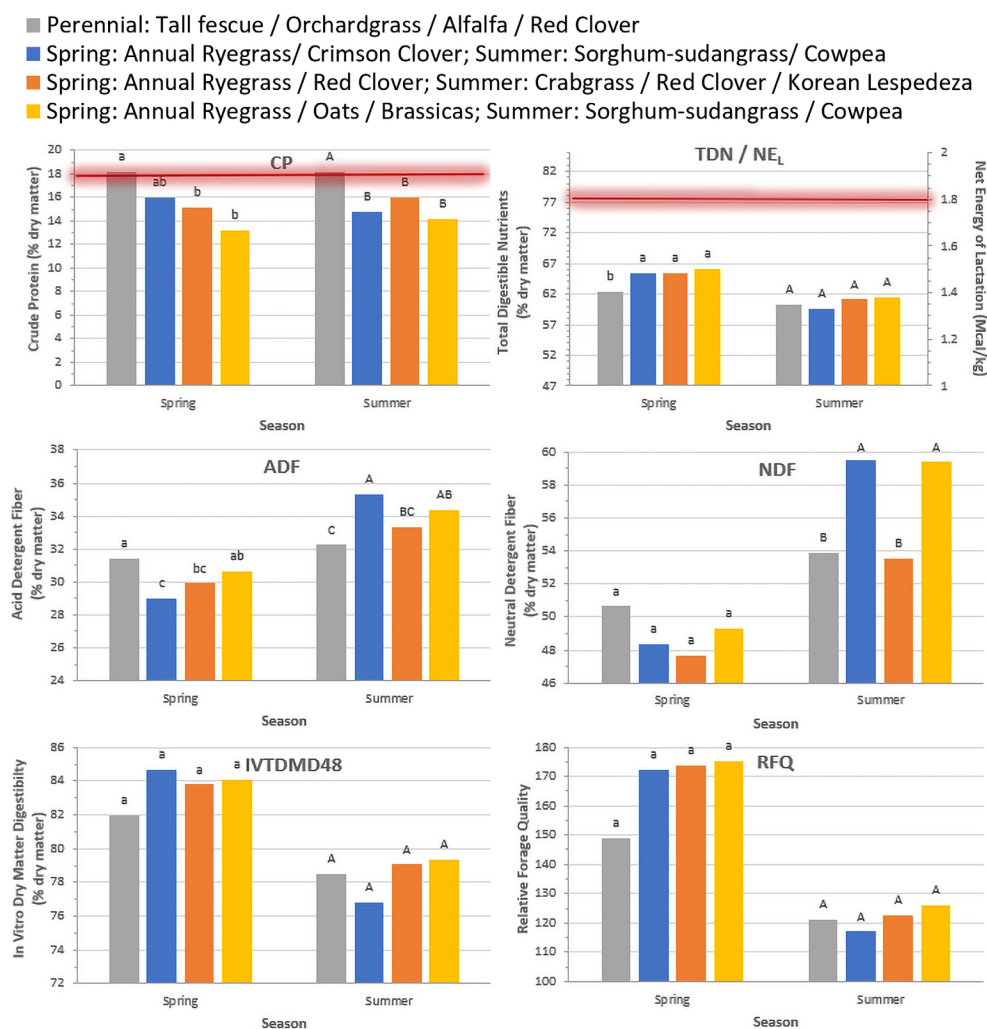 Perennial: Tall fescue / Orchardgrass / Alfalfa / Red Clover
Spring: Annual Ryegrass/ Crimson Clover; Summer: Sorghum-sudangrass/ Cowpea
Spring: Annual Ryegrass / Red Clover; Summer: Crabgrass / Red Clover / Korean Lespedeza
Spring: Annual Ryegrass / Oats / Brassicas; Summer: Sorghum-sudangrass / Cowpea
CP
Crude Protein (% dry matter)
20
18
16
14
12
10
8
6
4
2
0
a
ab
b
b
A
B
B
B
Spring
Summer
Season
TDN / NEL
Total Digestible Nutrients
(% dry matter)
82
77
72
67
62
57
52
47
b
a
a
a
A
A
A
A
2
1.8
1.6
1.4
1.2
1
Net Energy of Lactation (Mcal/kg)
Spring
Summer
Season
ADF
Acid Detergent Fiber
(% dry matter)
38
36
34
32
30
28
26
24
a
c
bc
ab
C
A
BC
AB
Spring
Summer
Season
NDF
Neutral Detergent Fiber
(% dry matter)
60
58
56
54
52
50
48
46
a
a
a
a
B
A
B
A
Spring
Summer
Season
IVTDMD48
In Vitro Dry Matter Digestibilty
(% dry matter)
86
84
82
80
78
76
74
72
a
a
a
a
A
A
A
A
Spring
Summer
Season
RFQ
Relative Forage Quality
180
170
160
150
140
130
120
110
100
a
a
a
a
A
A
A
A
Spring
Summer
Season